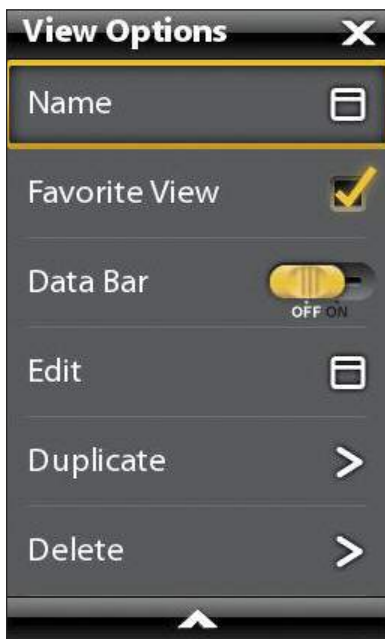 View Options
Name
Favorite View
Data Bar
OFF ON
Edit
Duplicate
Delete